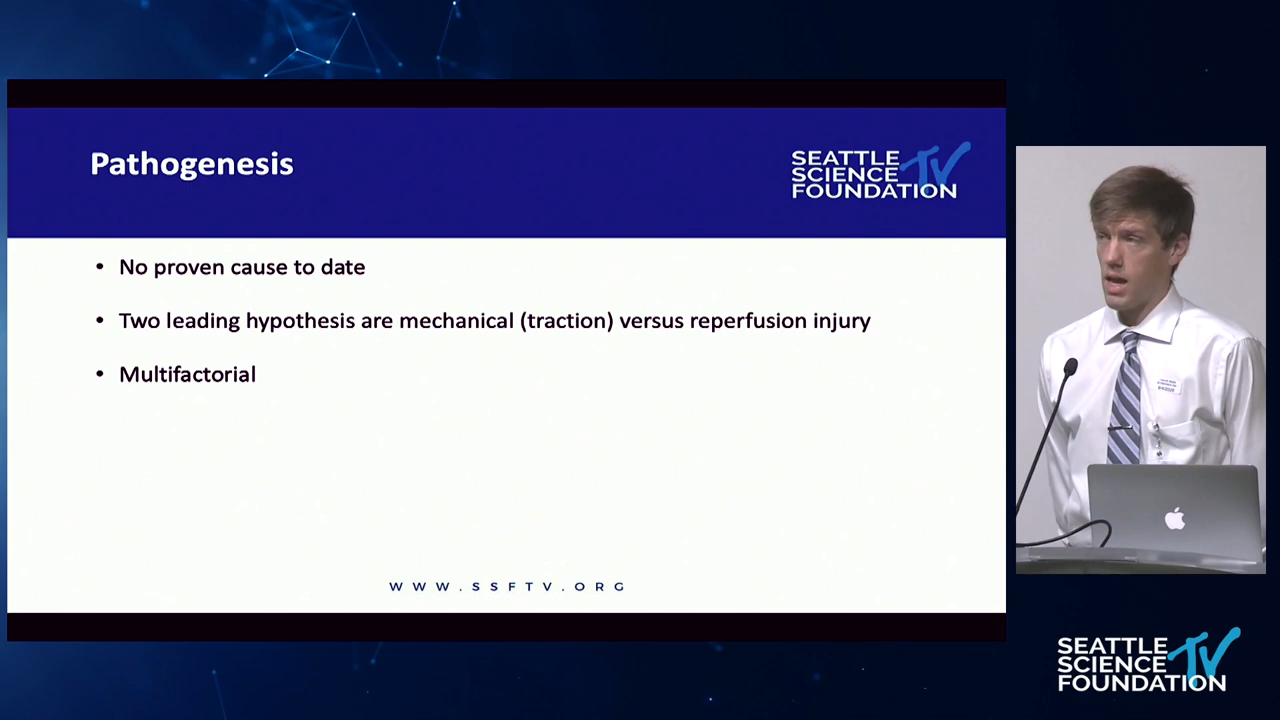 Pathogenesis
SEATTLE
SCIENCE TV
FOUNDATION
• No proven cause to date
• Two leading hypothesis are mechanical (traction) versus reperfusion injury
• Multifactorial
WWW.SSFTV.ORG
SEATTLE
SCIENCE TV
FOUNDATION